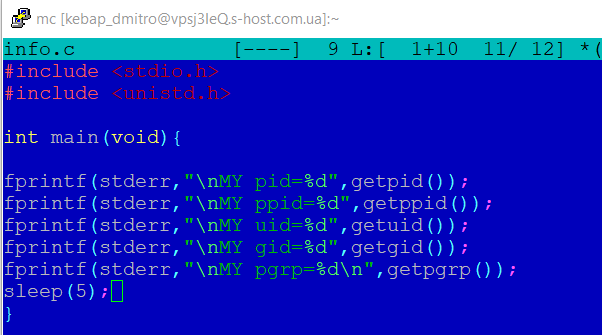 mc [kebap_dmitro@vpsj3leQ.s-host.com.ua]:~
info.c [----] 9 L:[ 1+10 11/ 12] *(
#include <stdio.h>
#include <unistd.h>
int main(void){
fprintf(stderr,"\nMY pid=%d",getpid());
fprintf(stderr,"\nMY ppid=%d",getppid());
fprintf(stderr,"\nMY uid=%d",getuid());
fprintf(stderr,"\nMY gid=%d",getgid());
fprintf(stderr,"\nMY pgrp=%d\n",getpgrp());
sleep(5);
}